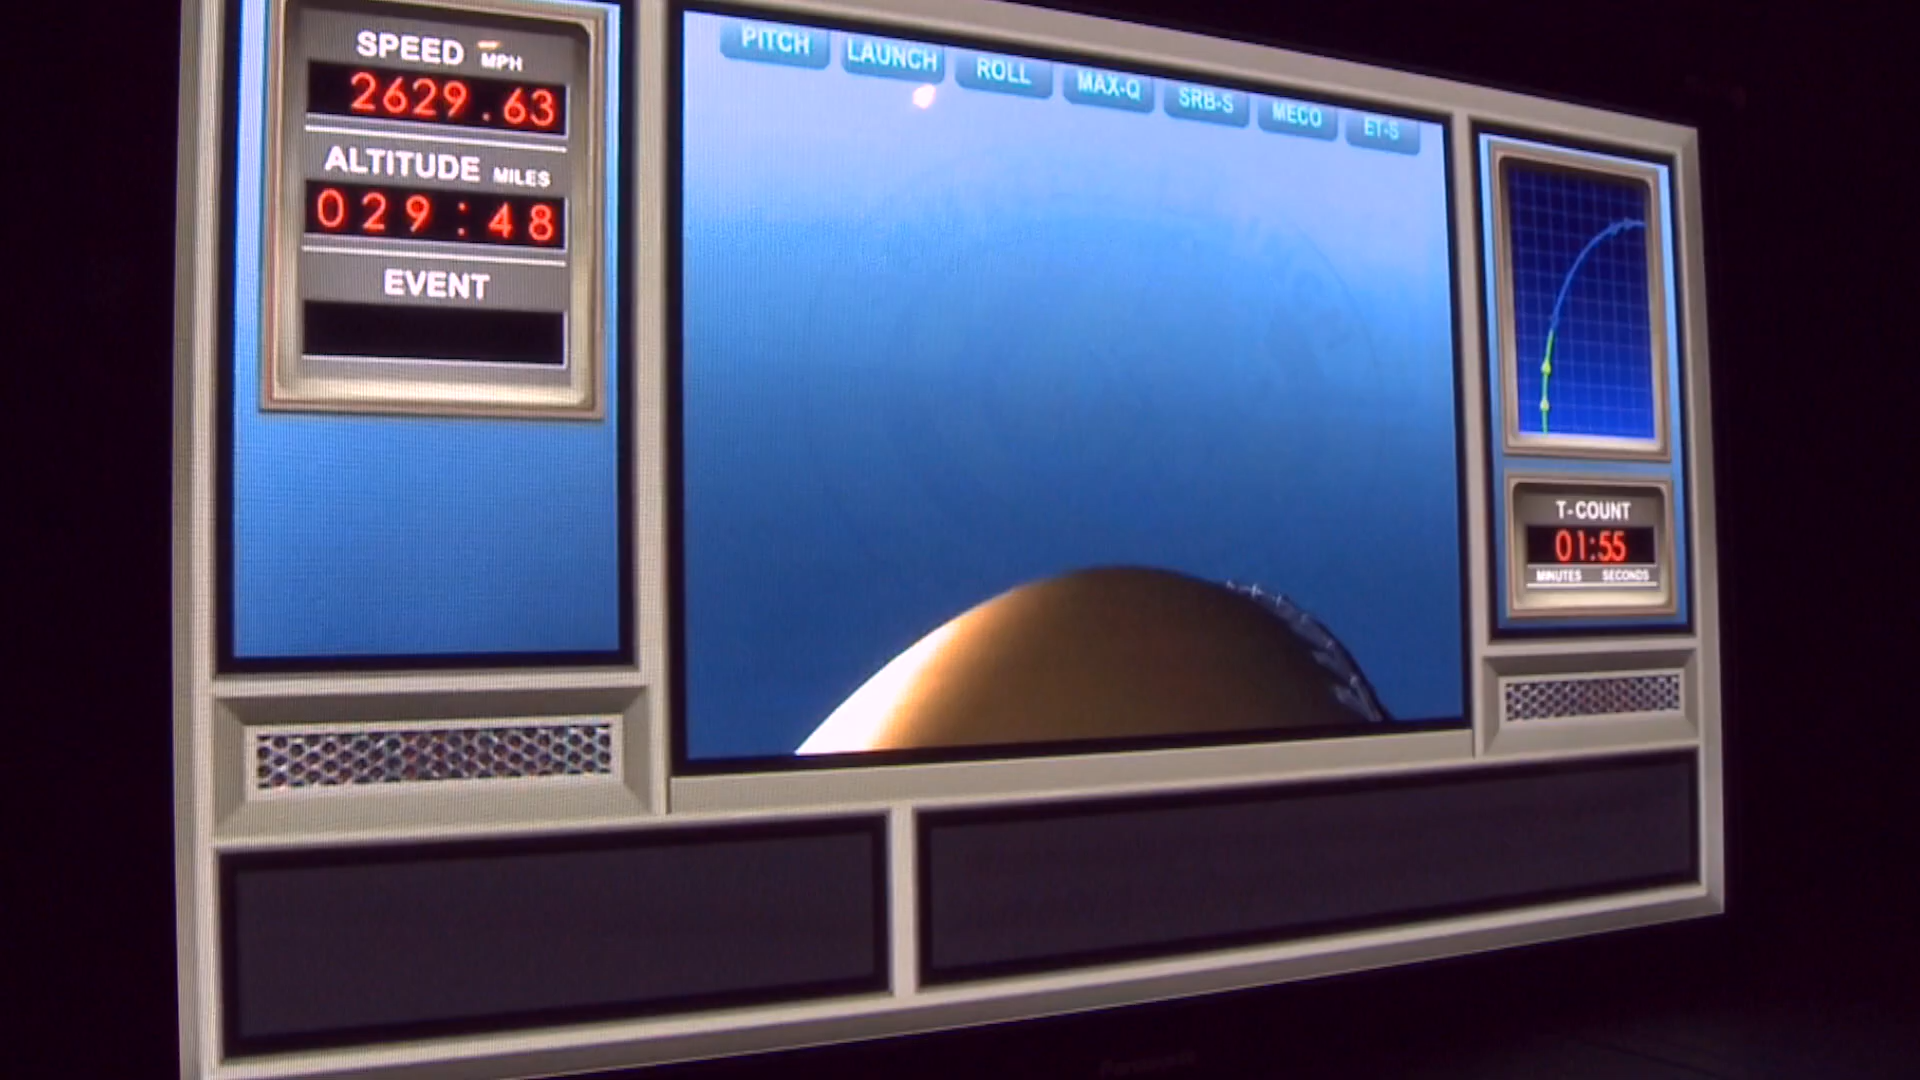 SPEED MPH
2629.63
ALTITUDE MILES
029:48
EVENT
PITCH
LAUNCH
ROLL
MAX-Q
SRB-S
MECO
ET-S
T-COUNT
01:55
MINUTES SECONDS